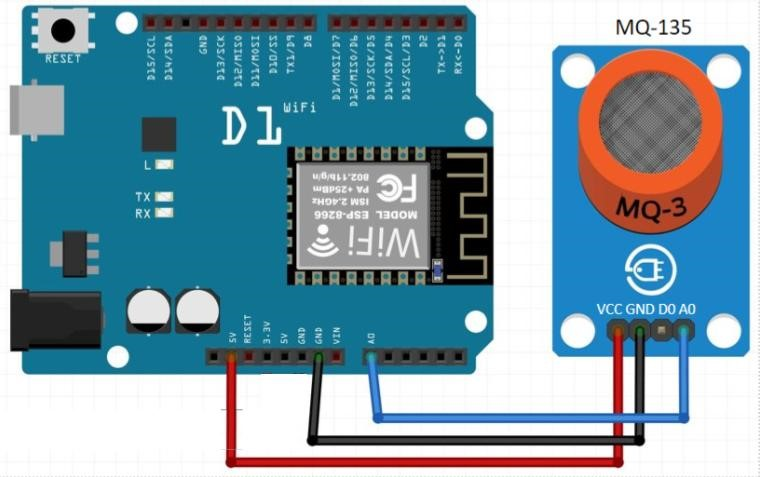 MQ-135
RESET
D15/SCL
D14/SDA
GND
D13/SCK
D12/MISO
D11/MOSI
D10/SS
TX1/D9
D8
D1/MOSI/D7
D12/MISO/D6
D13/SCK/D5
D14/SDA/D4
D15/SCL/D3
D2
TX->D1
RX<-D0
D1 WiFi
L
TX
RX
WiFi
MODEL ESP-8266
ISM 2.4GHz
PA +25dBm
802.11b/g/n
FC
MQ-3
VCC GND D0 A0
5V
RESET
3.3V
5V
GND
GND
VIN
A0